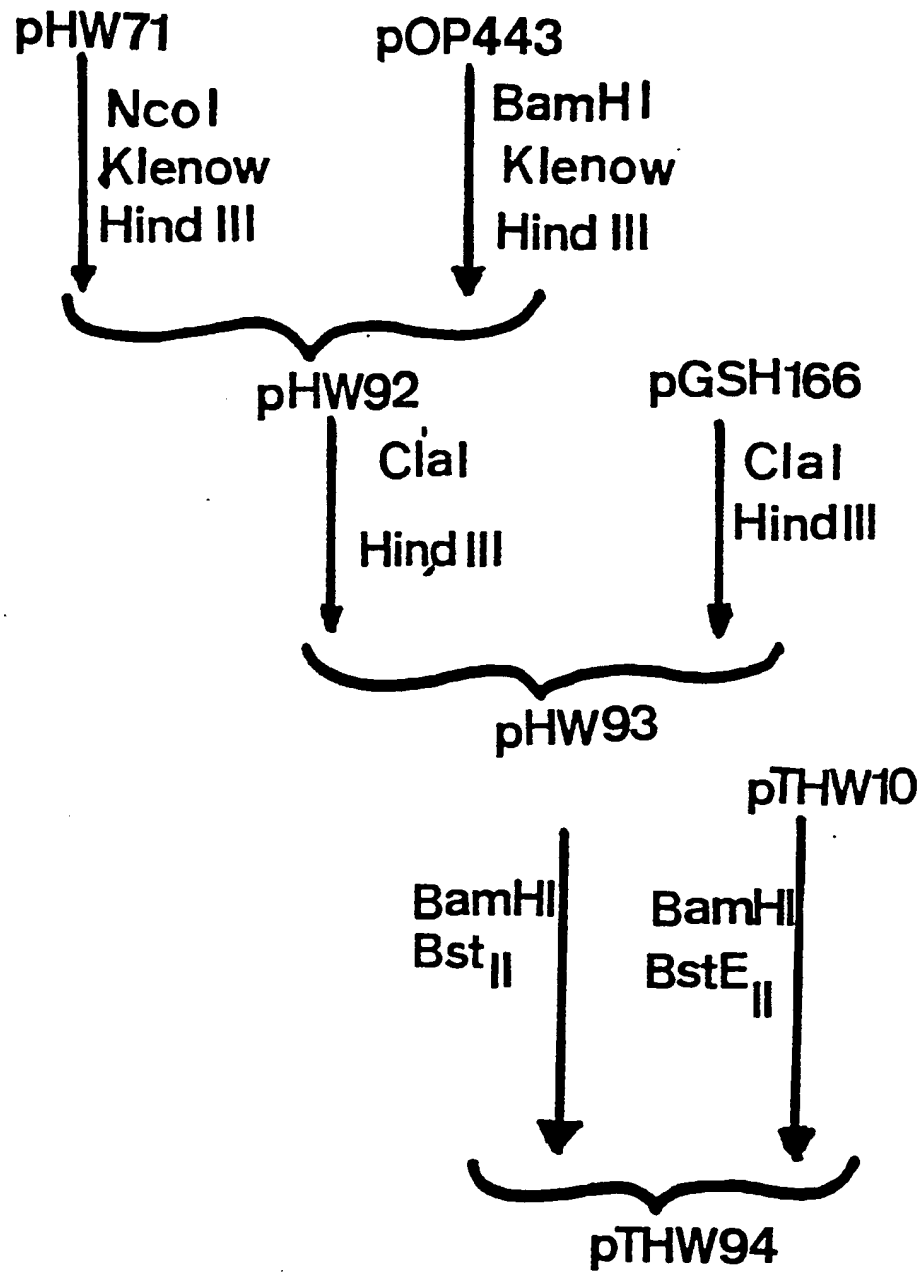 pHW71
pOP443
NcoI
Klenow
Hind III
BamHI
Klenow
Hind III
pHW92
pGSH166
ClaI
Hind III
ClaI
HindIII
pHW93
pTHW10
BamHI
BstII
BamHI
BstEII
pTHW94